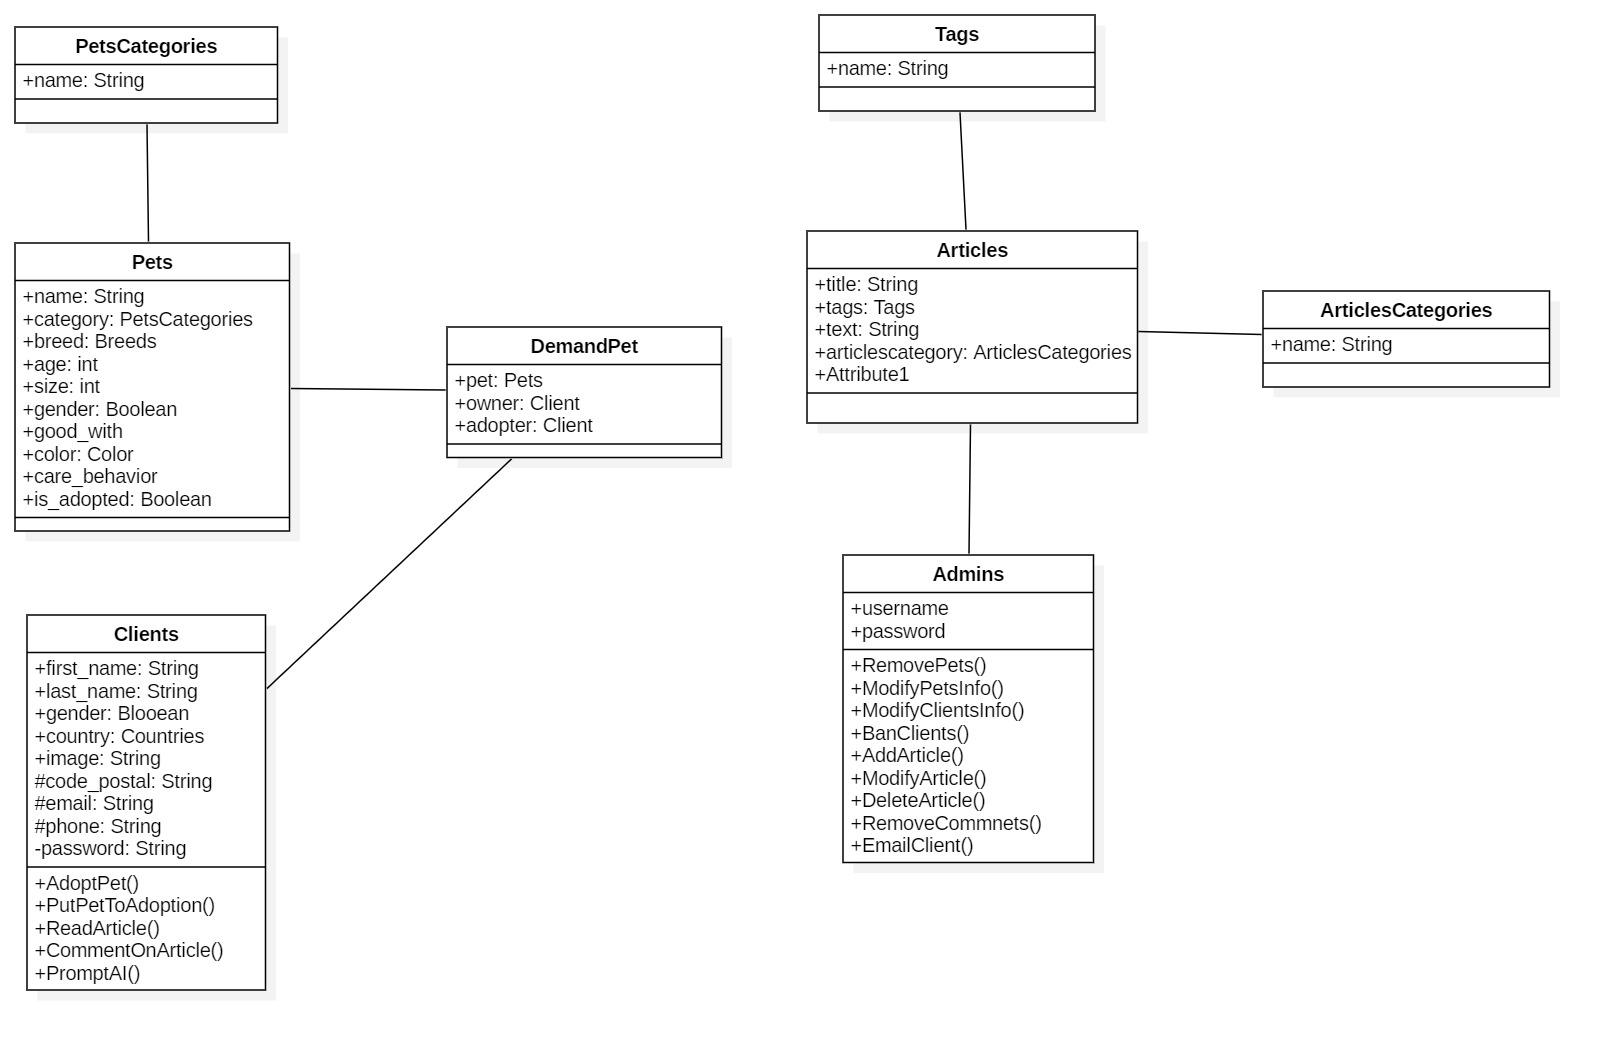 PetsCategories
+name: String
Pets
+name: String
+category: PetsCategories
+breed: Breeds
+age: int
+size: int
+gender: Boolean
+good_with
+color: Color
+care_behavior
+is_adopted: Boolean
DemandPet
+pet: Pets
+owner: Client
+adopter: Client
Clients
+first_name: String
+last_name: String
+gender: Blooean
+country: Countries
+image: String
#code_postal: String
#email: String
#phone: String
-password: String
+AdoptPet()
+PutPetToAdoption()
+ReadArticle()
+CommentOnArticle()
+PromptAI()
Tags
+name: String
Articles
+title: String
+tags: Tags
+text: String
+articlescategory: ArticlesCategories
+Attribute1
ArticlesCategories
+name: String
Admins
+username
+password
+RemovePets()
+ModifyPetsInfo()
+ModifyClientsInfo()
+BanClients()
+AddArticle()
+ModifyArticle()
+DeleteArticle()
+RemoveCommnets()
+EmailClient()